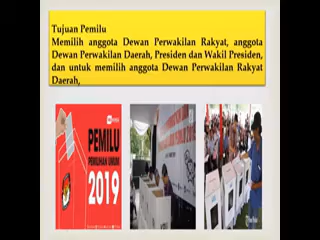 Tujuan Pemilu
Memilih anggota Dewan Perwakilan Rakyat, anggota
Dewan Perwakilan Daerah, Presiden dan Wakil Presiden,
dan untuk memilih anggota Dewan Perwakilan Rakyat
Daerah,
PEMILU
PEMILIHAN UMUM
2019